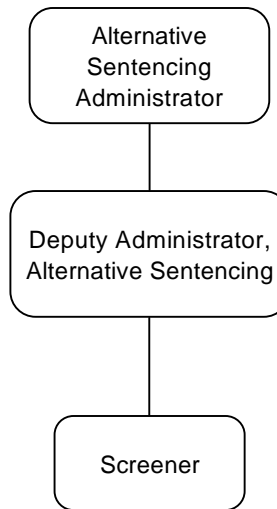 Alternative
Sentencing
Administrator
Deputy Administrator,
Alternative Sentencing
Screener